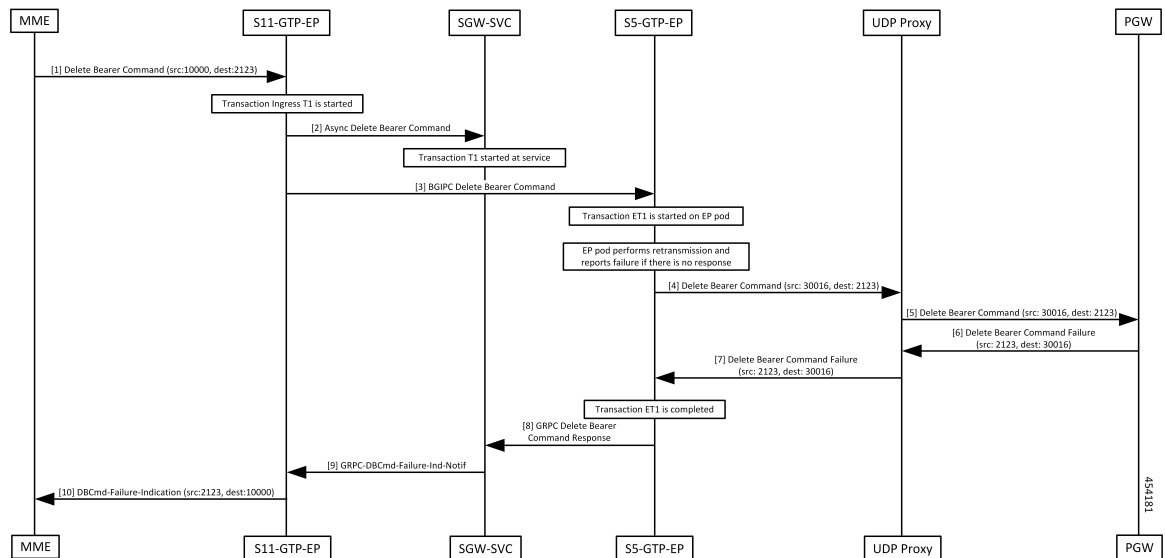 MME
S11-GTP-EP
SGW-SVC
S5-GTP-EP
UDP Proxy
PGW
[1] Delete Bearer Command (src:10000, dest:2123)
Transaction Ingress T1 is started
[2] Async Delete Bearer Command
Transaction T1 started at service
[3] BGIPC Delete Bearer Command
Transaction ET1 is started on EP pod
EP pod performs retransmission and
reports failure if there is no response
[4] Delete Bearer Command (src: 30016, dest: 2123)
[5] Delete Bearer Command (src: 30016, dest: 2123)
[6] Delete Bearer Command Failure
(src: 2123, dest: 30016)
[7] Delete Bearer Command Failure
(src: 2123, dest: 30016)
Transaction ET1 is completed
[8] GRPC Delete Bearer
Command Response
[9] GRPC-DBCmd-Failure-Ind-Notif
[10] DBCmd-Failure-Indication (src:2123, dest:10000)
454181
MME
S11-GTP-EP
SGW-SVC
S5-GTP-EP
UDP Proxy
PGW